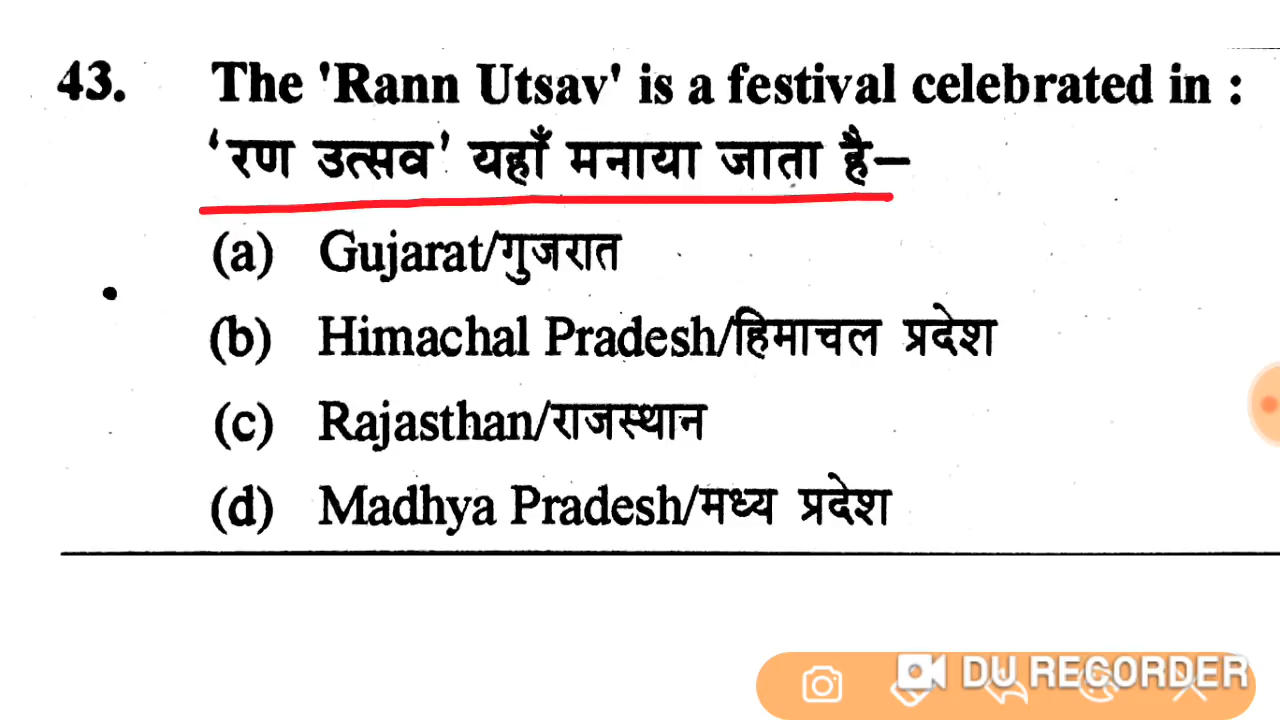 43. The 'Rann Utsav' is a festival celebrated in :
‘रण उत्सव’ यहाँ मनाया जाता है–
(a) Gujarat/गुजरात
(b) Himachal Pradesh/हिमाचल प्रदेश
(c) Rajasthan/राजस्थान
(d) Madhya Pradesh/मध्य प्रदेश
DU RECORDER